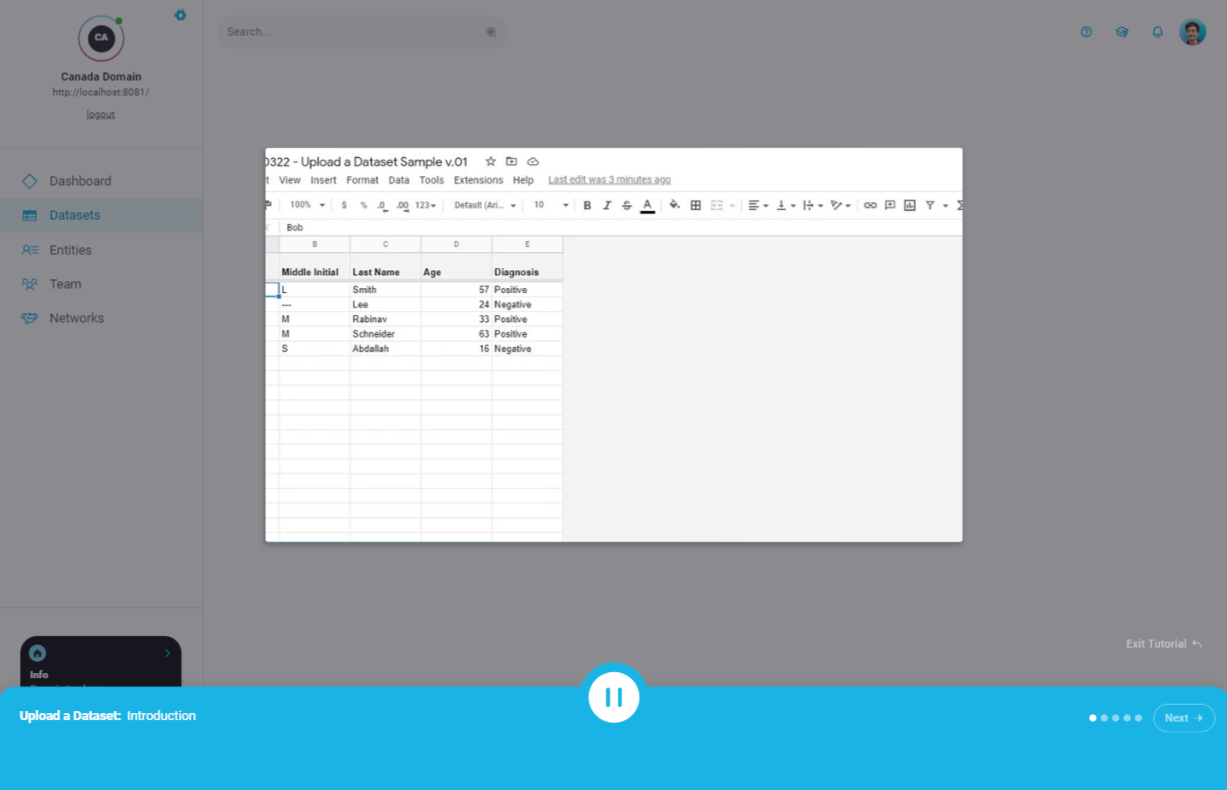 CA
Canada Domain
http://localhost:8081/
logout
Search...
Dashboard
Datasets
Entities
Team
Networks
0322 - Upload a Dataset Sample v.01
t View Insert Format Data Tools Extensions Help Last edit was 3 minutes ago
100% $ % .0 .00 123 Default (Ari... 10 B I S A
Bob
B C D E
Middle Initial Last Name Age Diagnosis
L Smith 57 Positive
--- Lee 24 Negative
M Rabinav 33 Positive
M Schneider 63 Positive
S Abdallah 16 Negative
Exit Tutorial
Info
Upload a Dataset: Introduction
Next